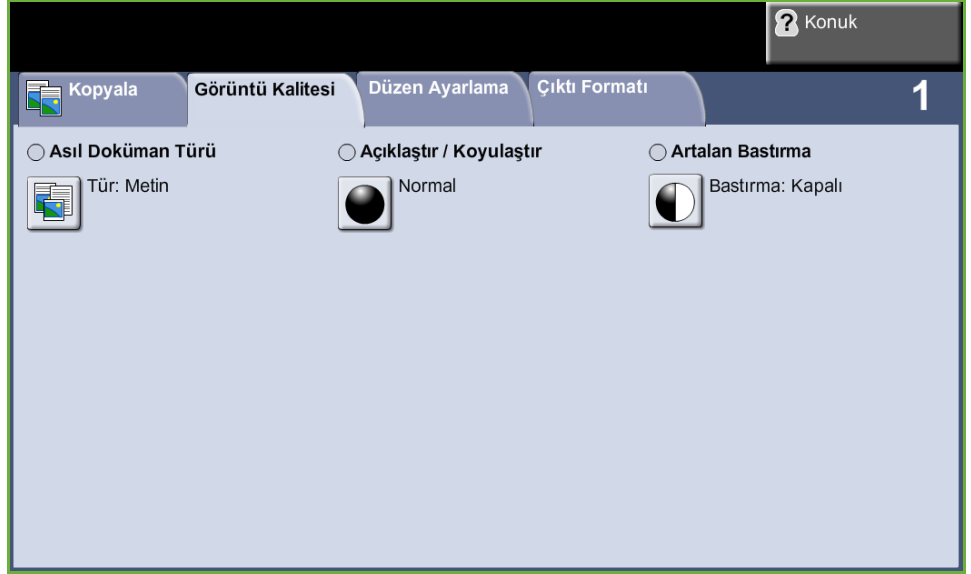 ? Konuk
Kopyala
Görüntü Kalitesi
Düzen Ayarlama
Çıktı Formatı
1
Asıl Doküman Türü
Tür: Metin
Açıklaştır / Koyulaştır
Normal
Artalan Bastırma
Bastırma: Kapalı